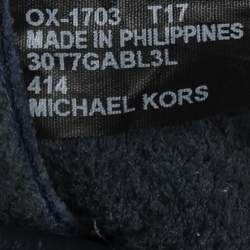 OX-1703 T17
MADE IN PHILIPPINES
30T7GABL3L
414
MICHAEL KORS